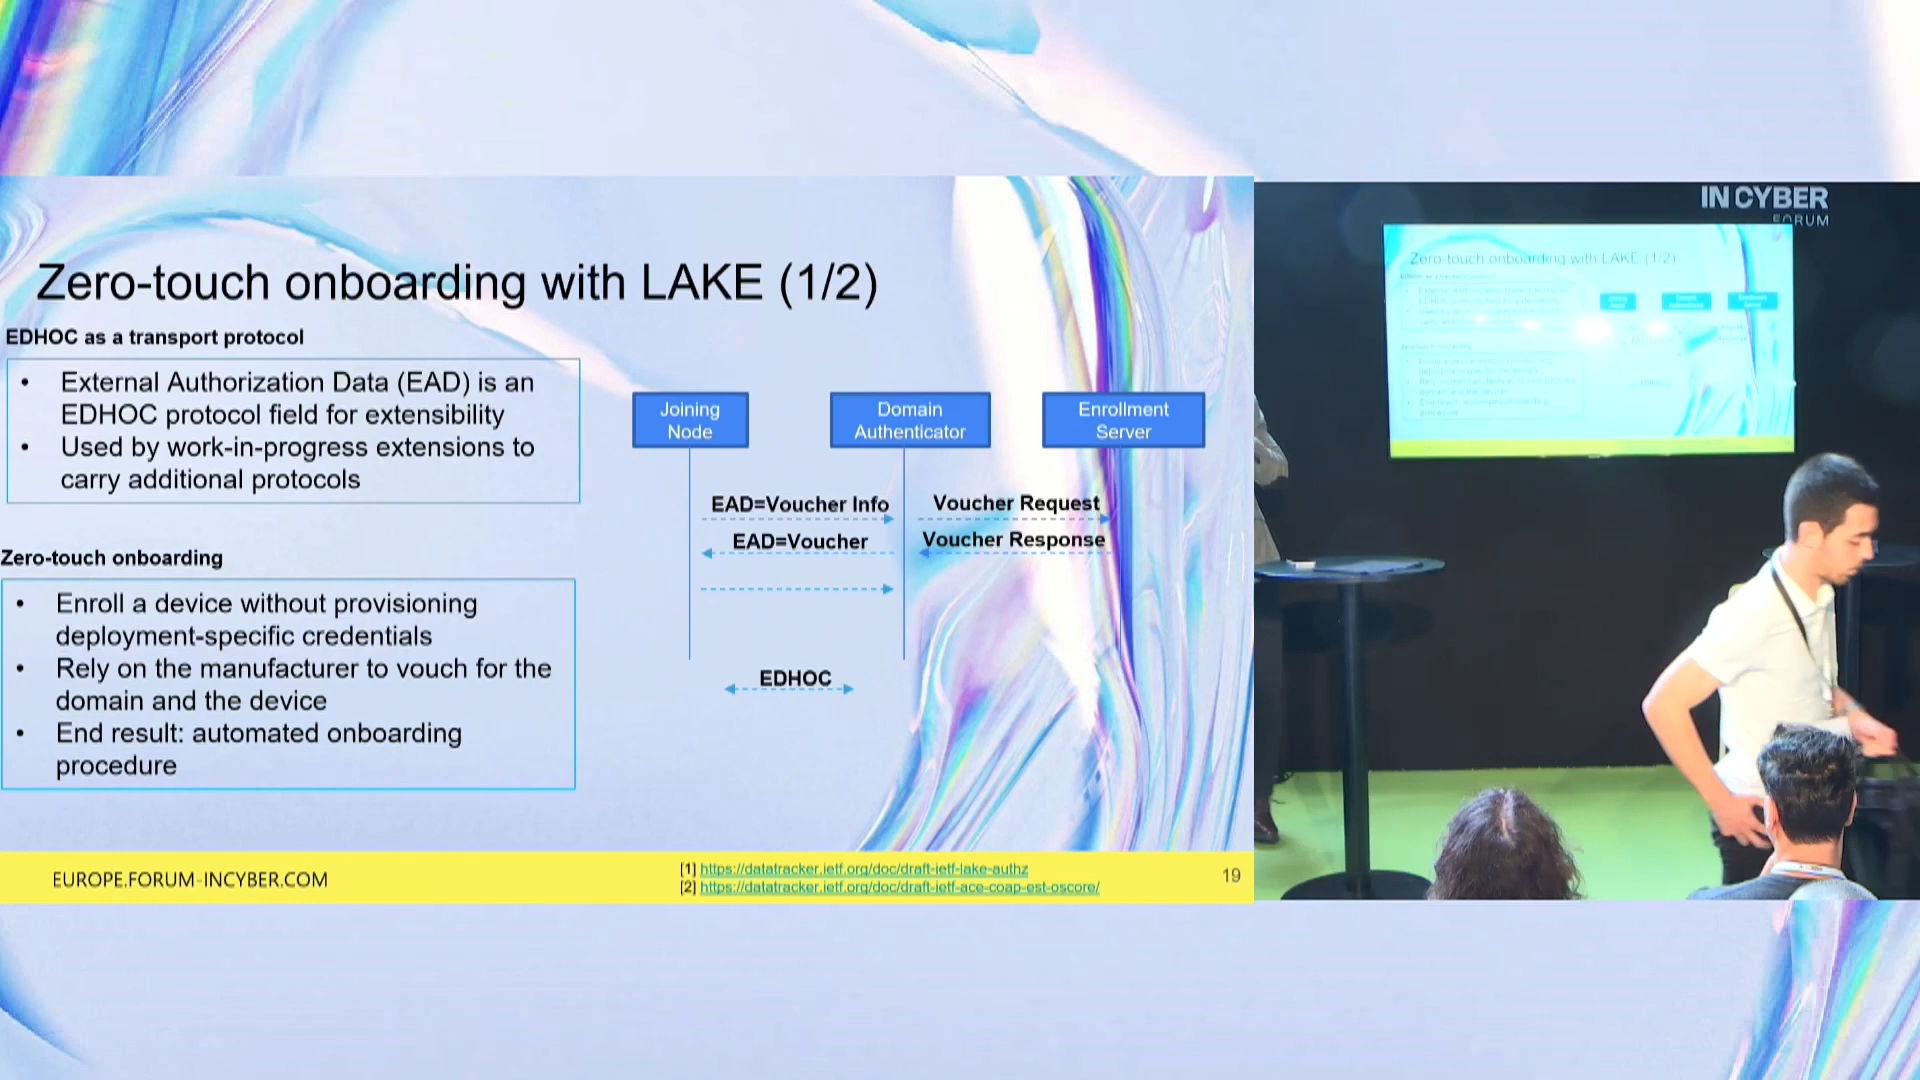 Zero-touch onboarding with LAKE (1/2)
EDHOC as a transport protocol
• External Authorization Data (EAD) is an
EDHOC protocol field for extensibility
• Used by work-in-progress extensions to
carry additional protocols
Zero-touch onboarding
• Enroll a device without provisioning
deployment-specific credentials
• Rely on the manufacturer to vouch for the
domain and the device
• End result: automated onboarding
procedure
Joining
Node
Domain
Authenticator
Enrollment
Server
EAD=Voucher Info
Voucher Request
EAD=Voucher
Voucher Response
EDHOC
EUROPE.FORUM-INCYBER.COM
[1] https://datatracker.ietf.org/doc/draft-ietf-lake-authz
[2] https://datatracker.ietf.org/doc/draft-ietf-ace-coap-est-oscore/
19
IN CYBER
FORUM
Zero-touch onboarding with LAKE (1/2)